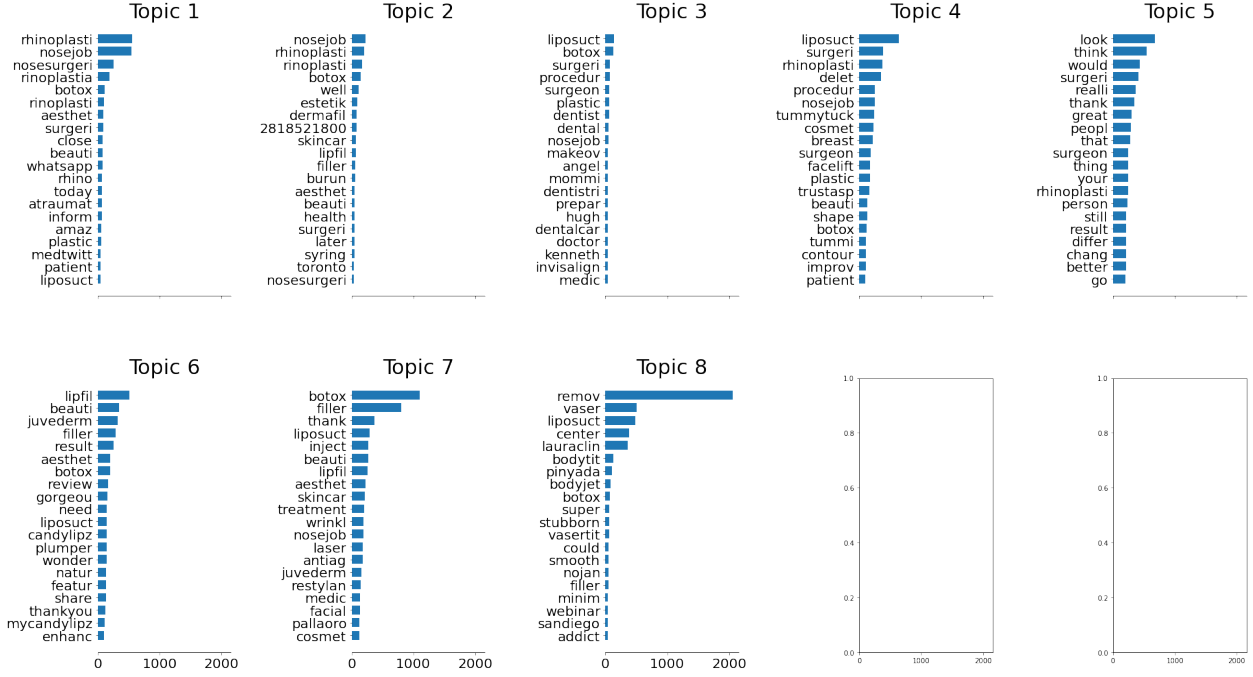 Topic 1
rhinoplasti
nosejob
nosesurgeri
rinoplastia
botox
rinoplasti
aesthet
surgeri
close
beauti
whatsapp
rhino
today
atraumat
inform
amaz
plastic
medtwitt
patient
liposuct
Topic 2
nosejob
rhinoplasti
rinoplasti
botox
well
estetik
dermafil
2818521800
skincar
lipfil
filler
burun
aesthet
beauti
health
surgeri
later
syring
toronto
nosesurgeri
Topic 3
liposuct
botox
surgeri
procedur
surgeon
plastic
dentist
dental
nosejob
makeov
angel
mommi
dentistri
prepar
hugh
dentalcar
doctor
kenneth
invisalign
medic
Topic 4
liposuct
surgeri
rhinoplasti
delet
procedur
nosejob
tummytuck
cosmet
breast
surgeon
facelift
plastic
trustasp
beauti
shape
botox
tummi
contour
improv
patient
Topic 5
look
think
would
surgeri
realli
thank
great
peopl
that
surgeon
thing
your
rhinoplasti
person
still
result
differ
chang
better
go
Topic 6
lipfil
beauti
juvederm
filler
result
aesthet
botox
review
gorgeou
need
liposuct
candylipz
plumper
wonder
natur
featur
share
thankyou
mycandylipz
enhanc
0 1000 2000
Topic 7
botox
filler
thank
liposuct
inject
beauti
lipfil
aesthet
skincar
treatment
wrinkl
nosejob
laser
antiag
juvederm
restylan
medic
facial
pallaoro
cosmet
0 1000 2000
Topic 8
remov
vaser
liposuct
center
lauraclin
bodytit
pinyada
bodyjet
botox
super
stubborn
vasertit
could
smooth
nojan
filler
minim
webinar
sandiego
addict
0 1000 2000
1.0
0.8
0.6
0.4
0.2
0.0
0 1000 2000
1.0
0.8
0.6
0.4
0.2
0.0
0 1000 2000